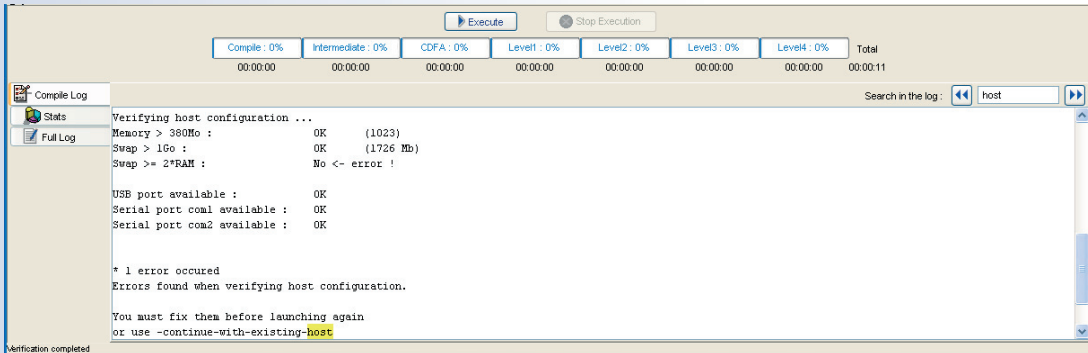 Execute Stop Execution
Compile : 0% Intermediate : 0% CDFA : 0% Level1 : 0% Level2 : 0% Level3 : 0% Level4 : 0% Total
00:00:00 00:00:00 00:00:00 00:00:00 00:00:00 00:00:00 00:00:00 00:00:11
Compile Log Search in the log : host
Stats
Full Log
Verifying host configuration ...
Memory > 380Mo : OK (1023)
Swap > 1Go : OK (1726 Mb)
Swap >= 2*RAM : No <- error !
USB port available : OK
Serial port com1 available : OK
Serial port com2 available : OK
* 1 error occured
Errors found when verifying host configuration.
You must fix them before launching again
or use -continue-with-existing-host
Verification completed